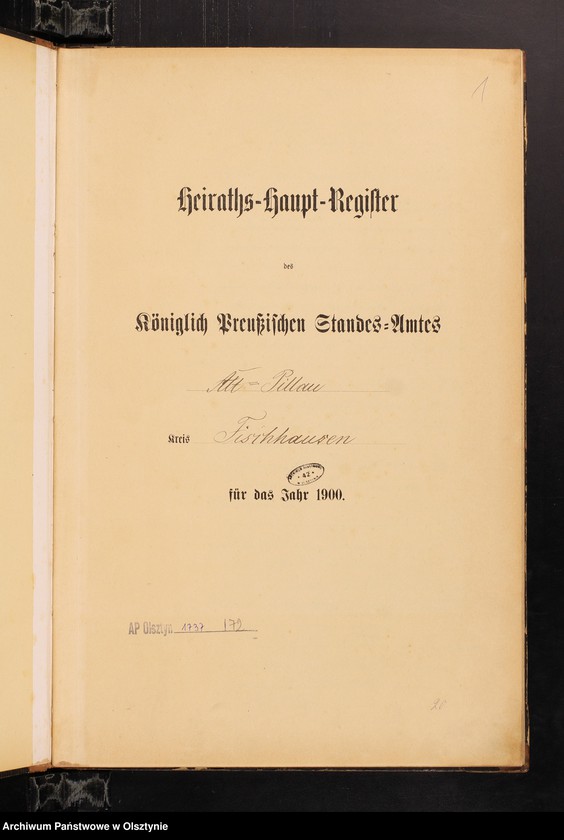 1
Heiraths-Haupt-Register
des
Königlich Preußischen Standes-Amtes
Alt-Pillau
Kreis Fischhausen
für das Jahr 1900.
AP Olsztyn 1737 172
20
Archiwum Państwowe w Olsztynie